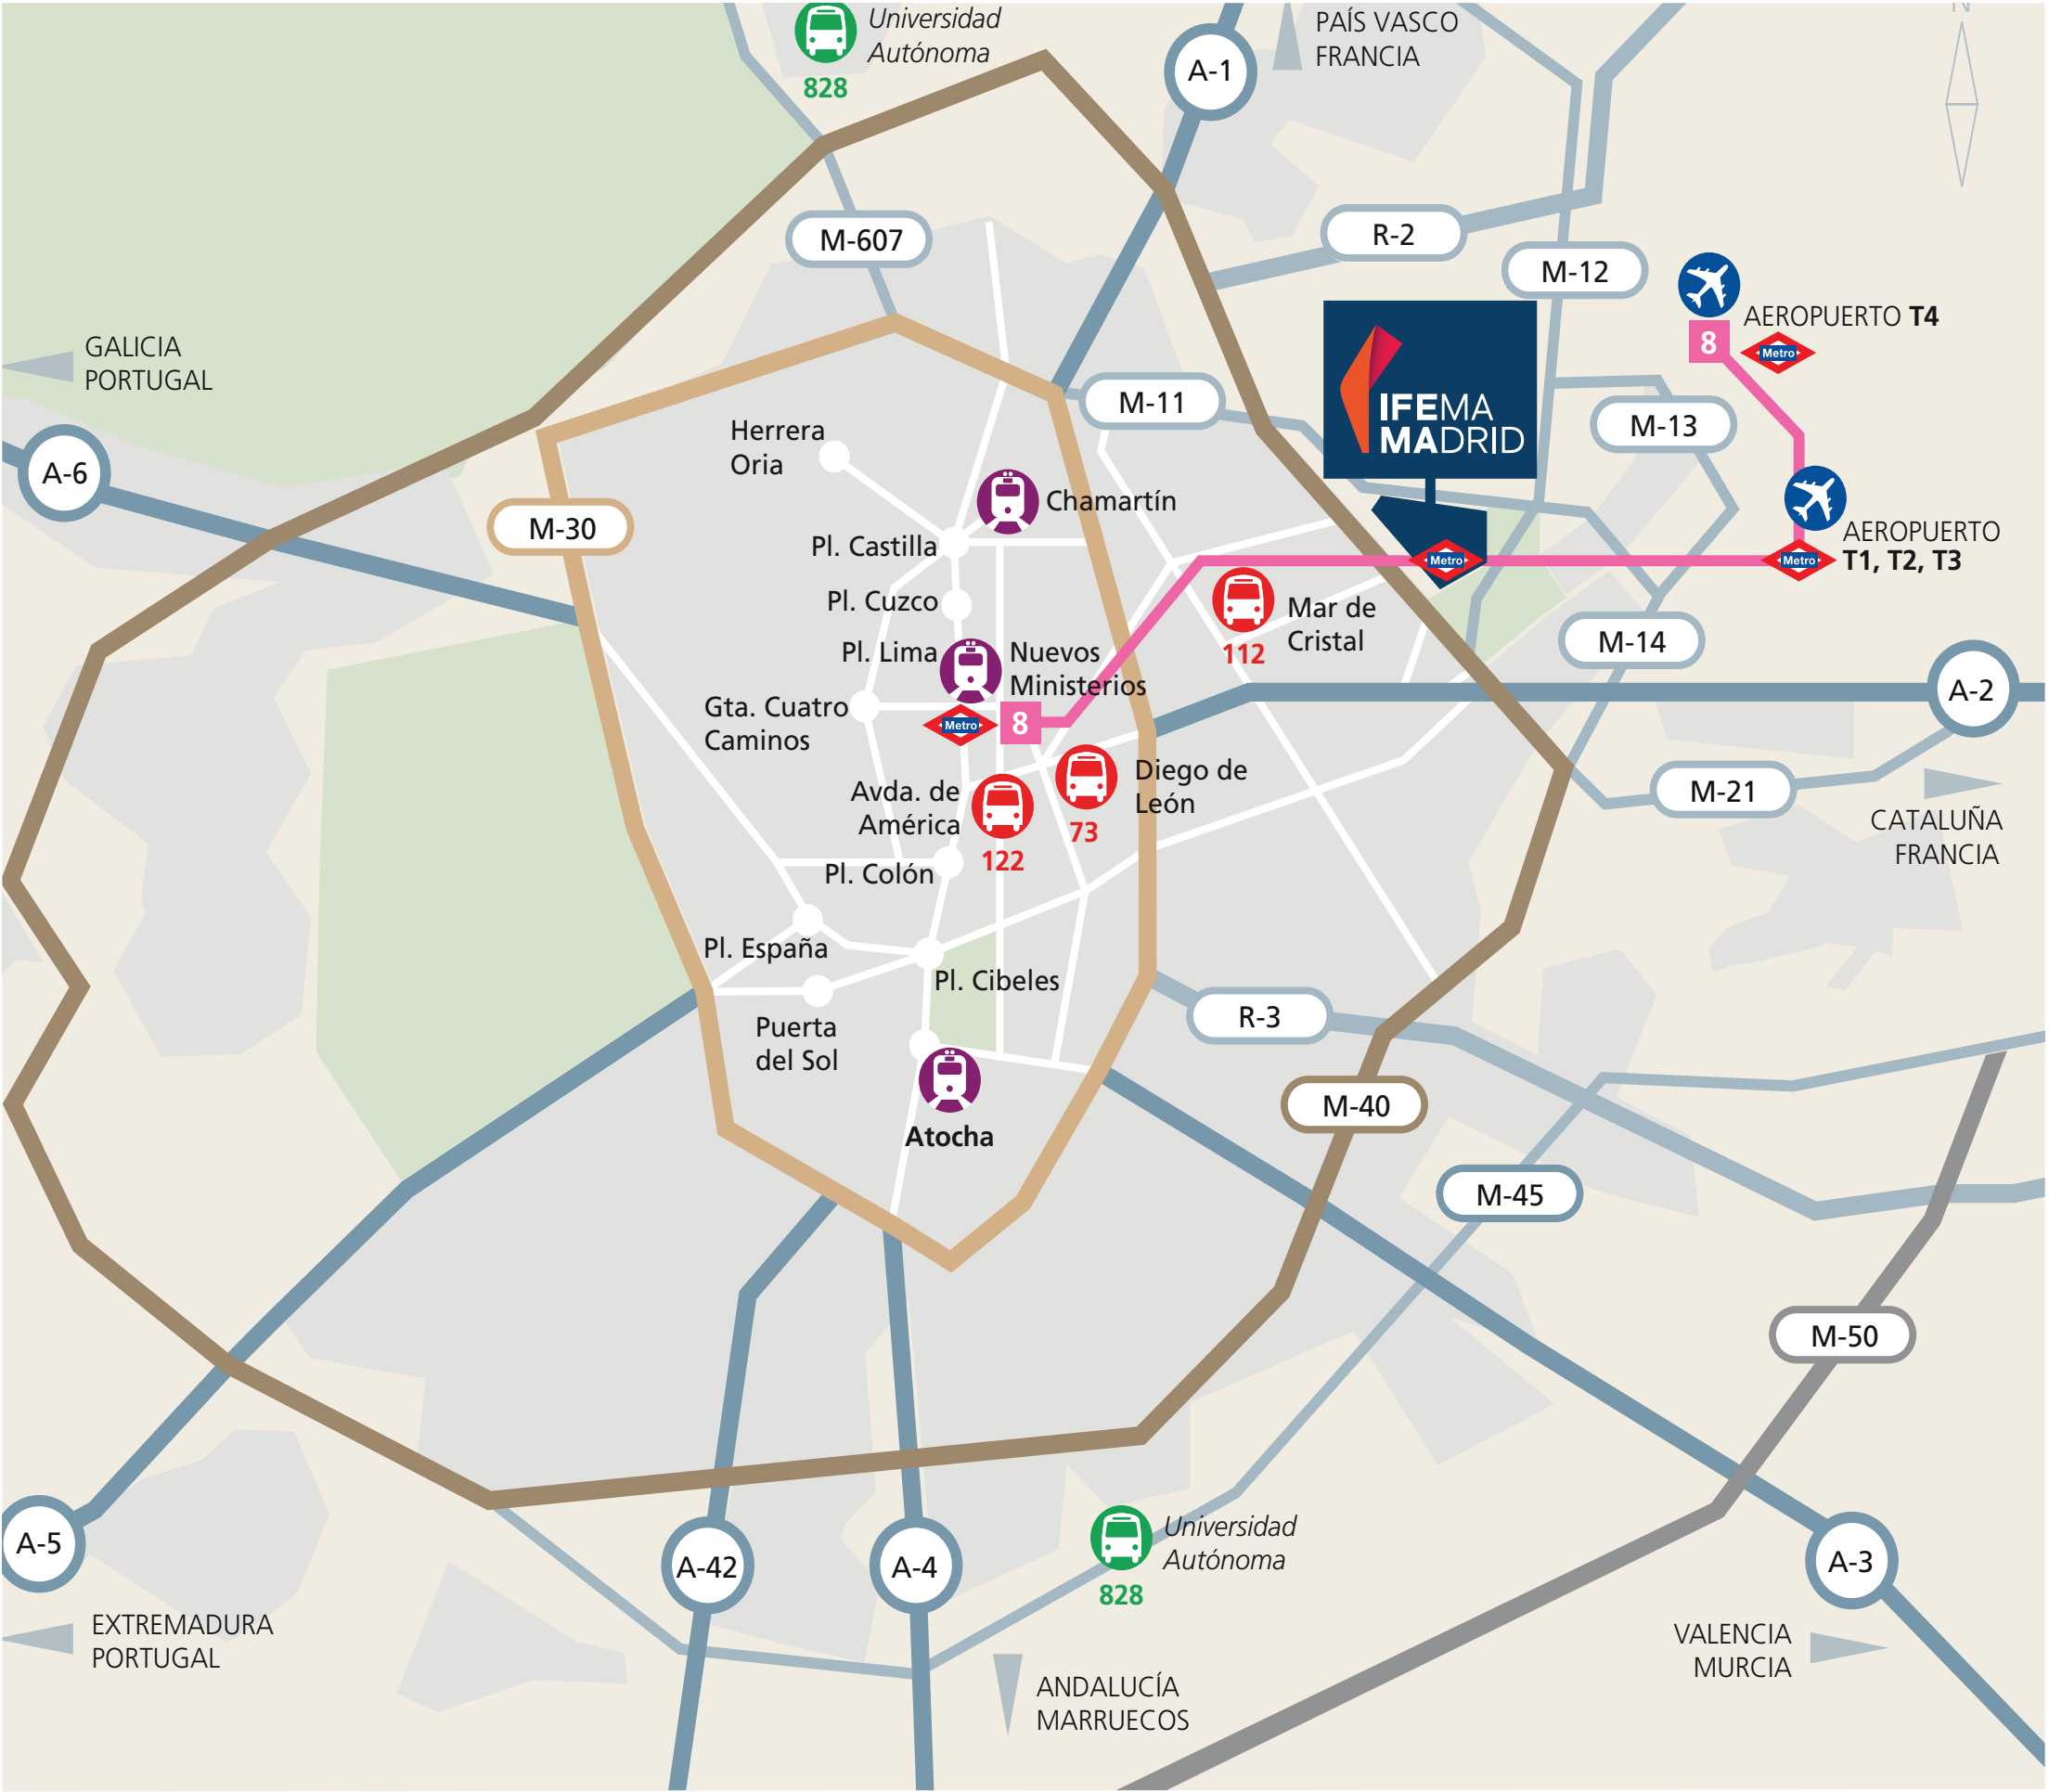 Universidad
Autónoma
828
A-1
PAÍS VASCO
FRANCIA
N
M-607
R-2
M-12
AEROPUERTO T4
8
Metro
GALICIA
PORTUGAL
IFEMA
MADRID
M-11
M-13
Herrera
Oria
A-6
Chamartín
M-30
Pl. Castilla
AEROPUERTO
T1, T2, T3
Metro
Metro
Pl. Cuzco
Mar de
Cristal
112
M-14
Pl. Lima
Nuevos
Ministerios
A-2
Gta. Cuatro
Caminos
Metro
8
Diego de
León
73
Avda. de
América
122
M-21
CATALUÑA
FRANCIA
Pl. Colón
Pl. España
Pl. Cibeles
R-3
Puerta
del Sol
M-40
Atocha
M-45
M-50
A-5
A-42
A-4
Universidad
Autónoma
828
A-3
EXTREMADURA
PORTUGAL
VALENCIA
MURCIA
ANDALUCÍA
MARRUECOS